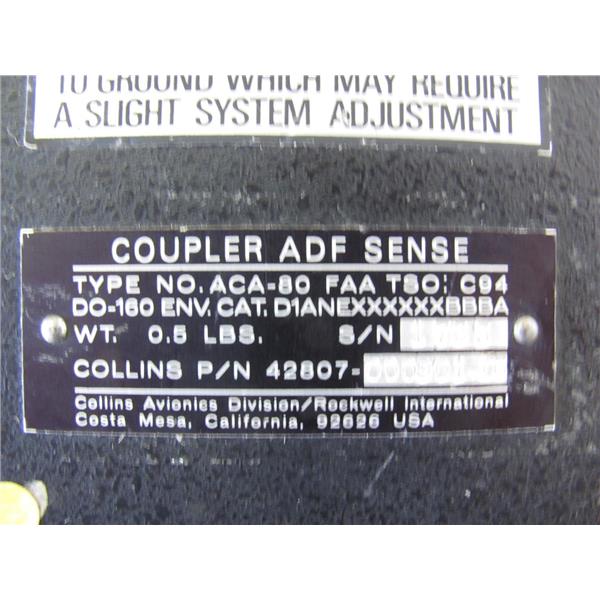 TO GROUND WHICH MAY REQUIRE
A SLIGHT SYSTEM ADJUSTMENT
COUPLER ADF SENSE
TYPE NO. ACA-80 FAA TSO: C94
DO-160 ENV. CAT. D1ANEXXXXXXBBBA
WT. 0.5 LBS. S/N
COLLINS P/N 42807-
Collins Avionics Division/Rockwell International
Costa Mesa, California, 92626 USA